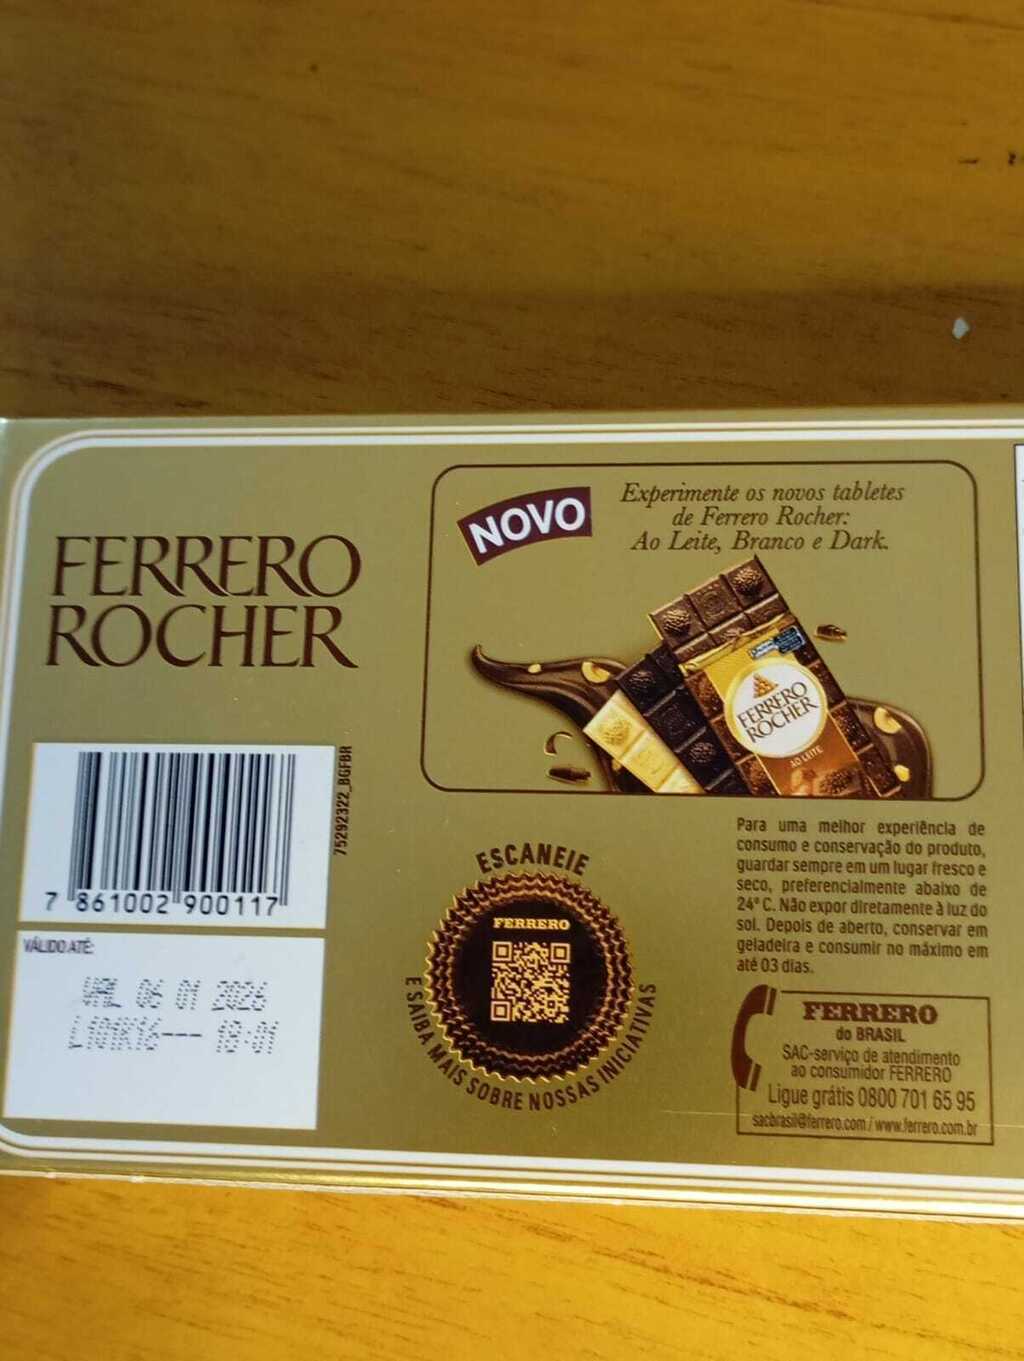 FERRERO
ROCHER
NOVO
Experimente os novos tabletes
de Ferrero Rocher:
Ao Leite, Branco e Dark.
FERRERO
ROCHER
AO LEITE
7 861002 900117
75292322_BGFBR
VÁLIDO ATÉ:
VAL 06 01 2026
L101K16--- 18:01
ESCANEIE
FERRERO
E SAIBA MAIS SOBRE NOSSAS INICIATIVAS
Para uma melhor experiência de
consumo e conservação do produto,
guardar sempre em um lugar fresco e
seco, preferencialmente abaixo de
24° C. Não expor diretamente à luz do
sol. Depois de aberto, conservar em
geladeira e consumir no máximo em
até 03 dias.
FERRERO
do BRASIL
SAC-serviço de atendimento
ao consumidor FERRERO
Ligue grátis 0800 701 65 95
sacbrasil@ferrero.com / www.ferrero.com.br